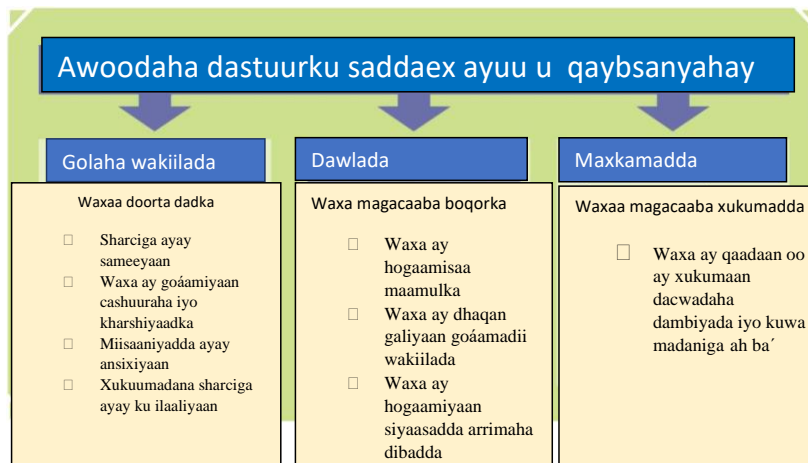 Awoodaha dastuurku saddaex ayuu u qaybsanyahay
Golaha wakiilada
Waxaa doorta dadka
□ Sharciga ayay
sameeyaan
□ Waxa ay goáamiyaan
cashuuraha iyo
kharshiyaadka
□ Miisaaniyadda ayay
ansixiyaan
□ Xukuumadana sharciga
ayay ku ilaaliyaan
Dawlada
Waxa magacaaba boqorka
□ Waxa ay
hogaamisaa
maamulka
□ Waxa ay dhaqan
galiyaan goáamadii
wakiilada
□ Waxa ay
hogaamiyaan
siyaasadda arrimaha
dibadda
Maxkamadda
Waxaa magacaaba xukumadda
□ Waxa ay qaadaan oo
ay xukumaan
dacwadaha
dambiyada iyo kuwa
madaniga ah ba´